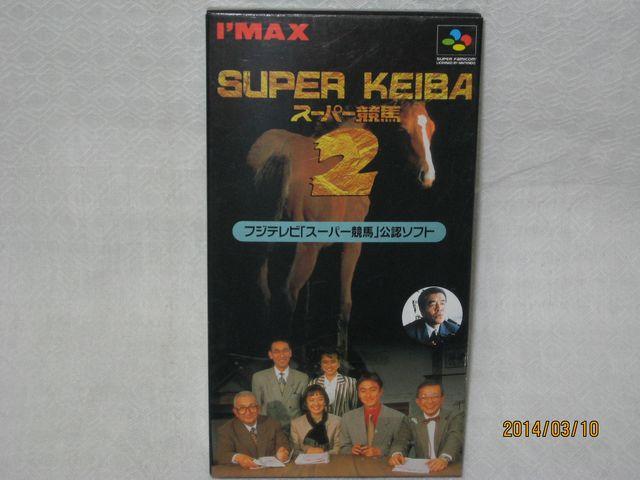 I'MAX
SUPER FAMICOM
LICENSED BY NINTENDO
SUPER KEIBA
スーパー競馬
2
フジテレビ「スーパー競馬」公認ソフト
2014/03/10